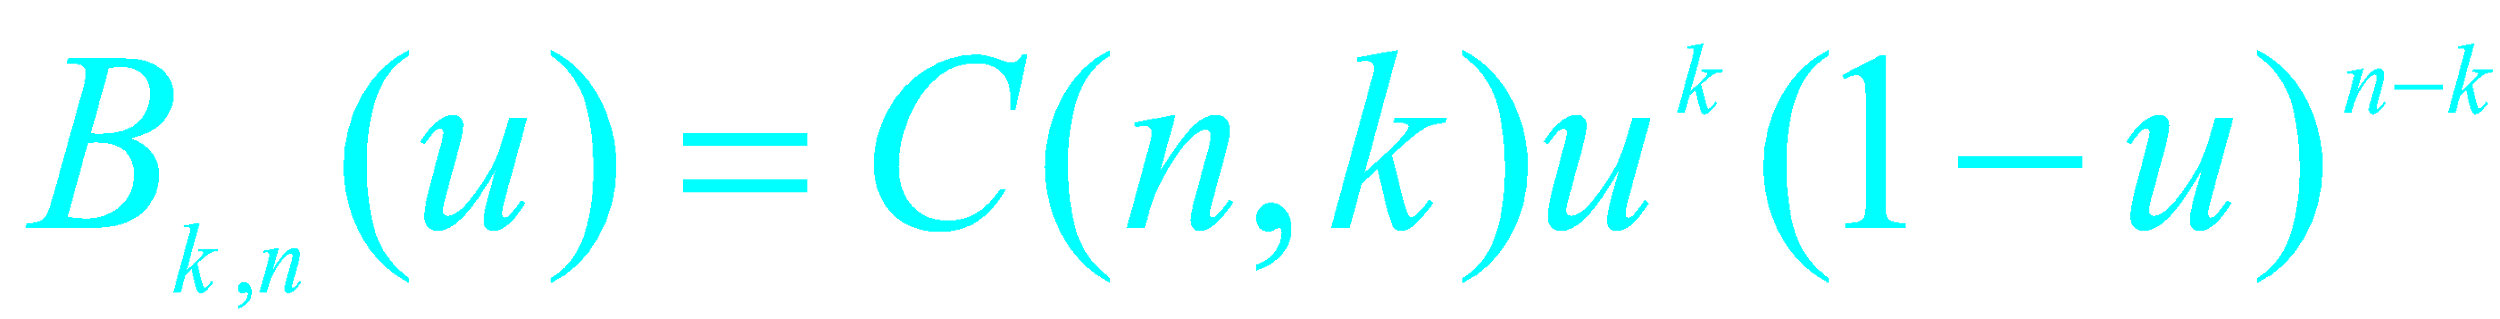 B_{k,n}(u) = C(n,k)u^{k}(1-u)^{n-k}